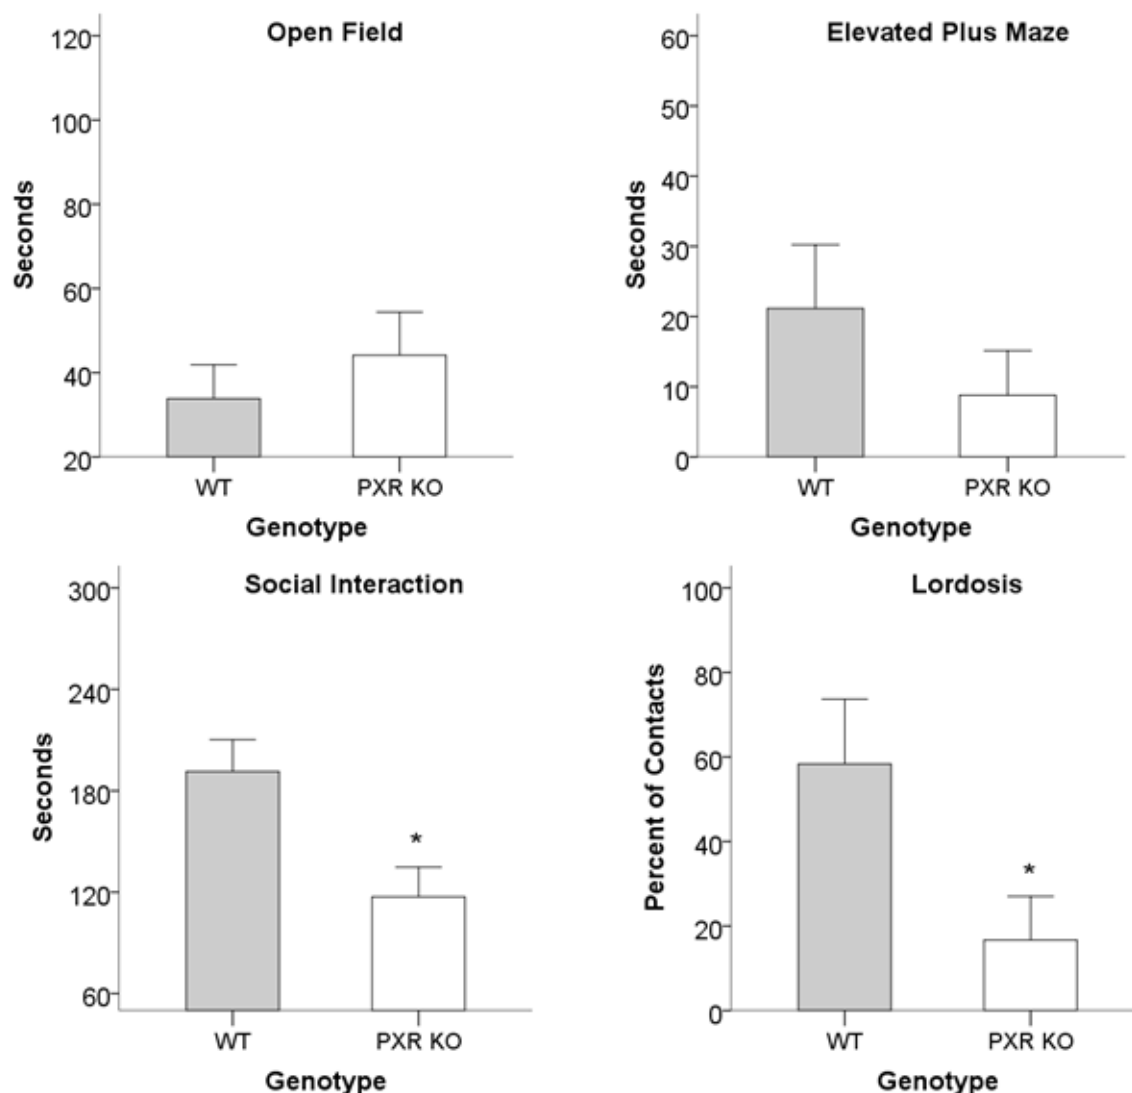 Open Field
120
100
80
60
40
20
Seconds
WT PXR KO
Genotype
Elevated Plus Maze
60
50
40
30
20
10
0
Seconds
WT PXR KO
Genotype
Social Interaction
300
240
180
120
60
Seconds
*
WT PXR KO
Genotype
Lordosis
100
80
60
40
20
0
Percent of Contacts
*
WT PXR KO
Genotype